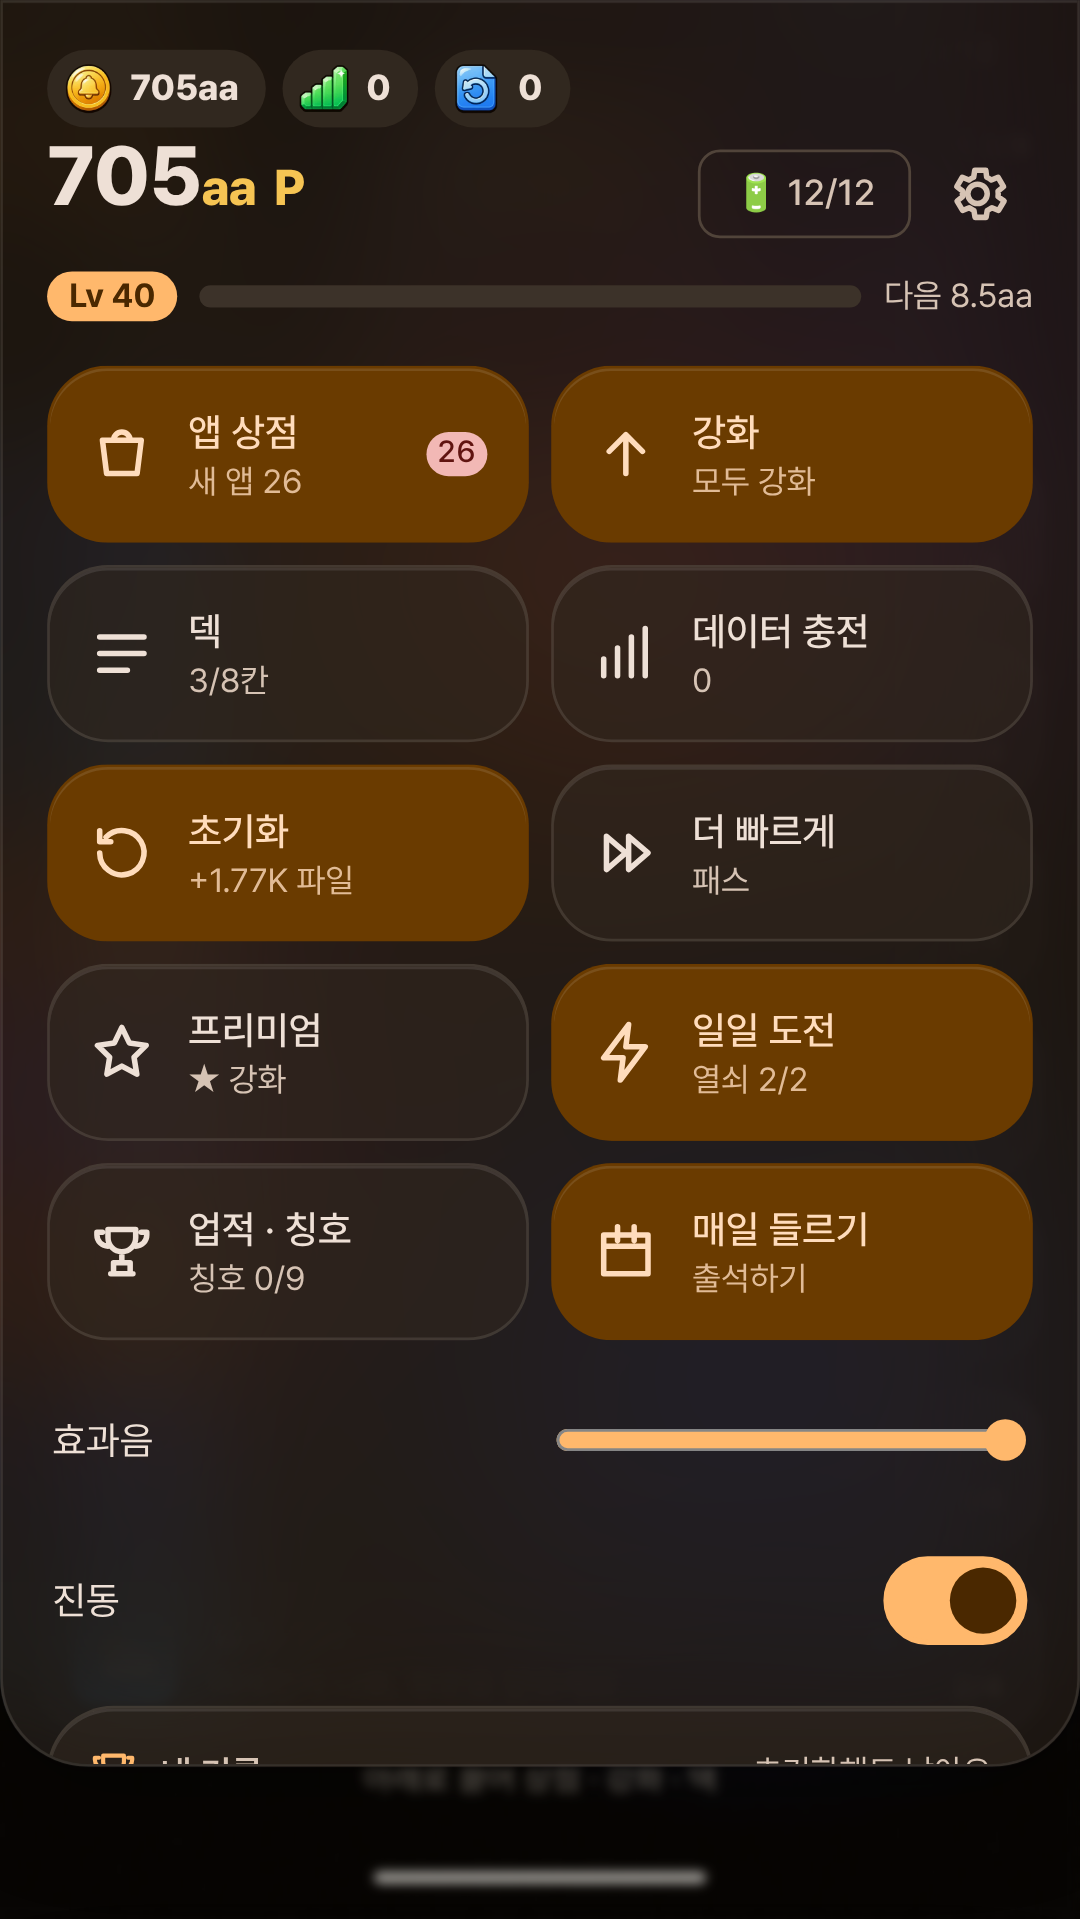 705aa
0
0
705aa P
12/12
Lv 40
다음 8.5aa
앱 상점
새 앱 26
26
강화
모두 강화
덱
3/8칸
데이터 충전
0
초기화
+1.77K 파일
더 빠르게
패스
프리미엄
★ 강화
일일 도전
열쇠 2/2
업적 · 칭호
칭호 0/9
매일 들르기
출석하기
효과음
진동